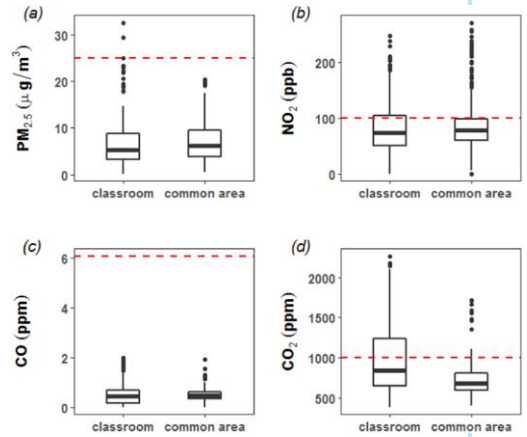 (a)
PM2.5 (μ g/m3)
30
20
10
0
classroom common area
(b)
NO2 (ppb)
200
100
0
classroom common area
(c)
CO (ppm)
6
4
2
0
classroom common area
(d)
CO2 (ppm)
2000
1500
1000
500
classroom common area